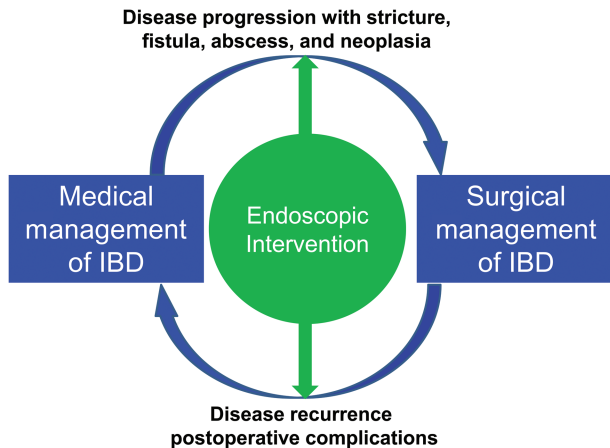 Disease progression with stricture,
fistula, abscess, and neoplasia
Medical
management
of IBD
Endoscopic
Intervention
Surgical
management
of IBD
Disease recurrence
postoperative complications